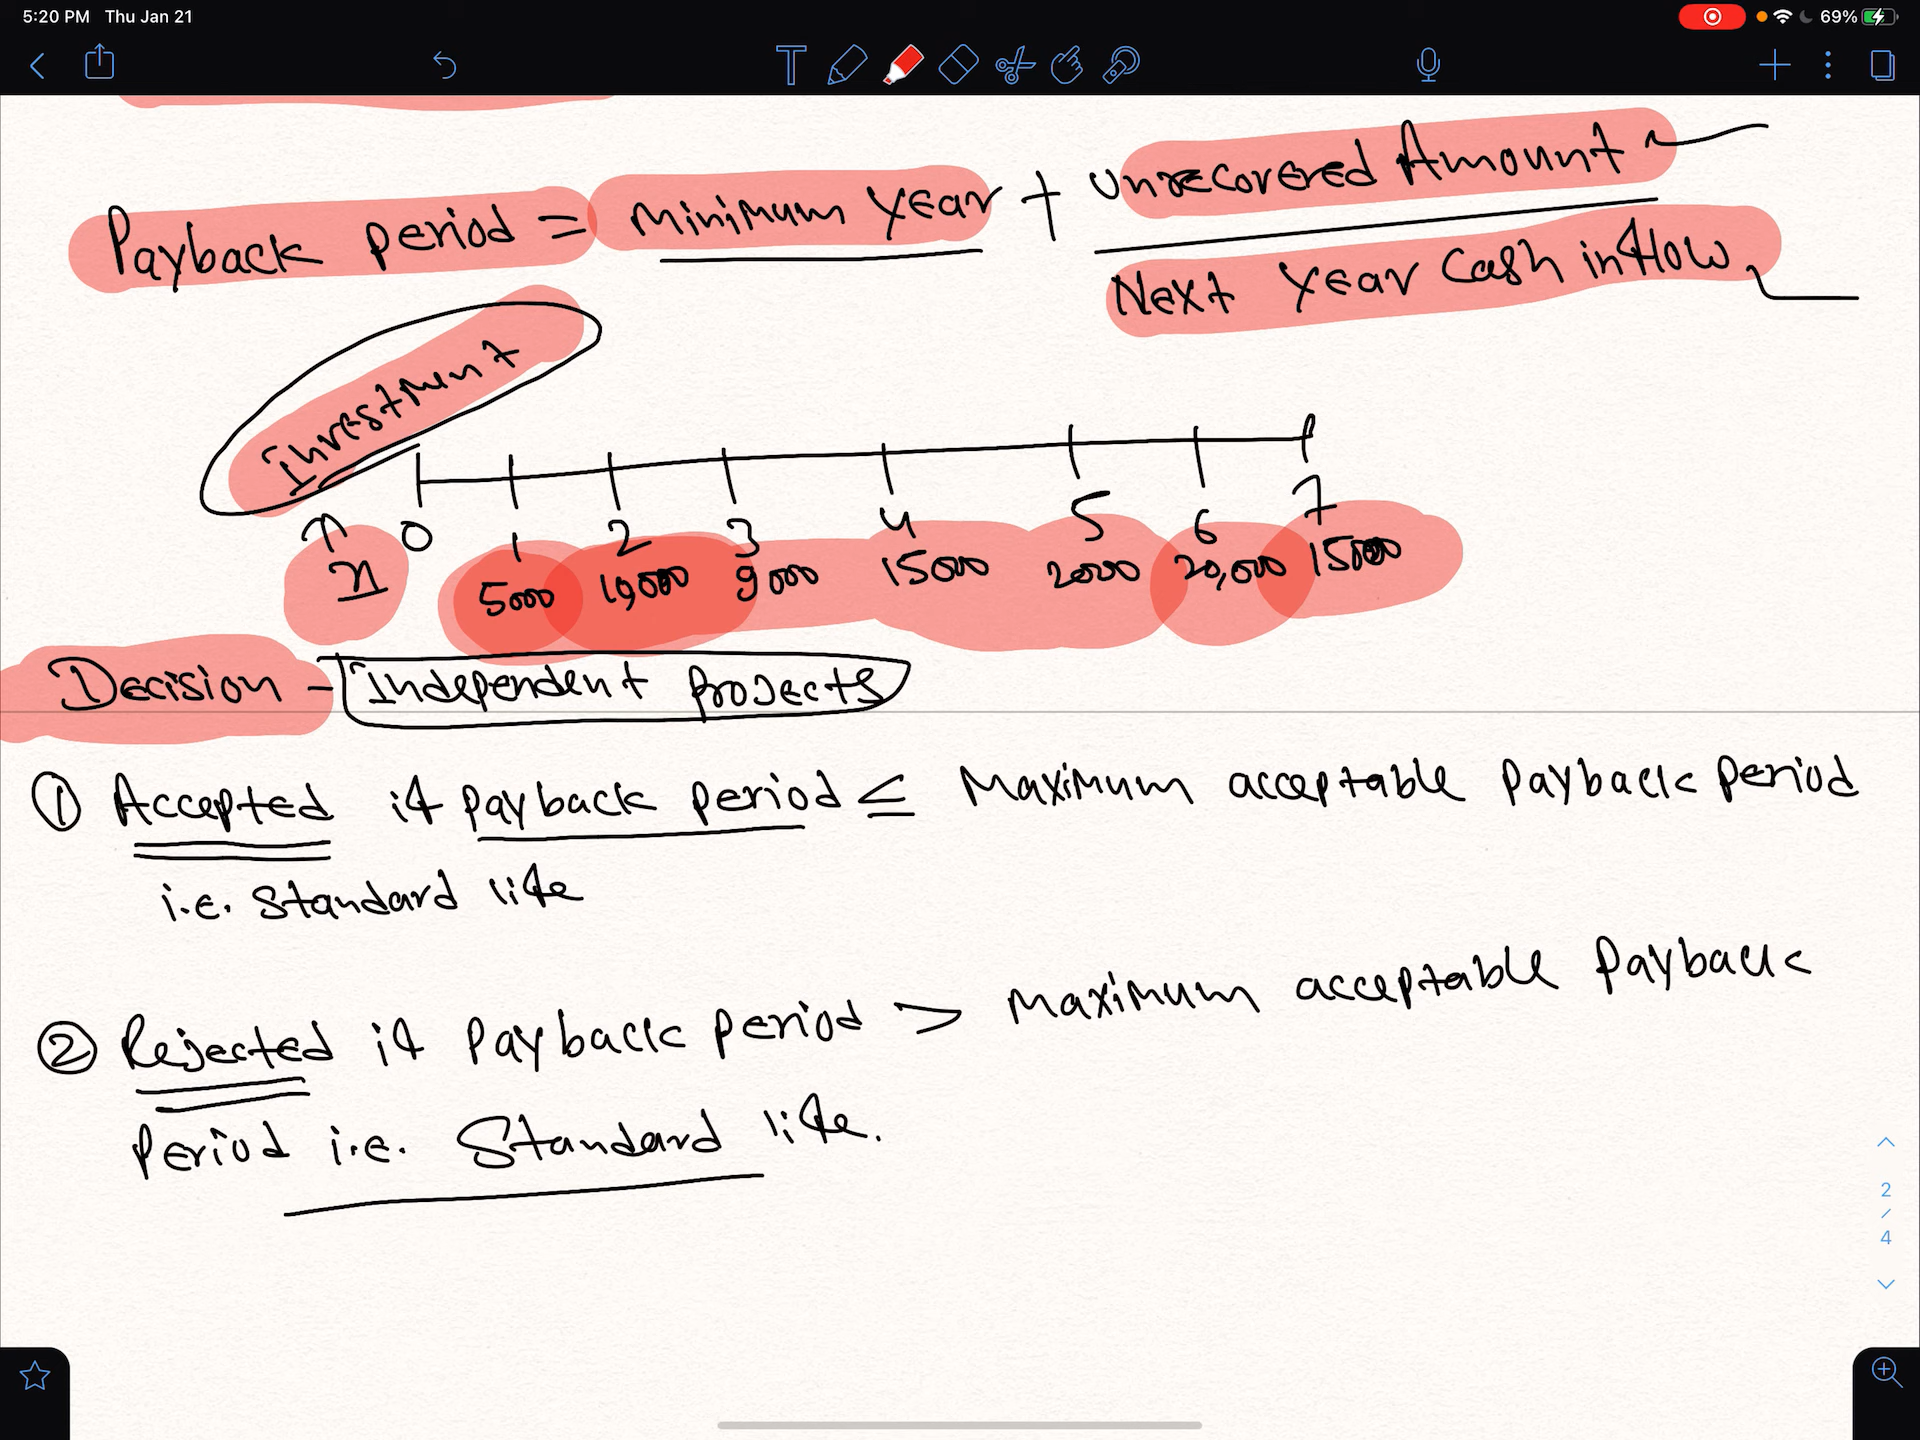 5:20 PM Thu Jan 21
69%
Payback period = Minimum Year + Unrecovered Amount
Next Year Cash inflow
Investment
0 1 2 3 4 5 6 7
x 5000 10,000 9000 15000 2000 20,000 15000
Decision - Independent Projects
① Accepted if payback period ≤ Maximum acceptable Payback Period
i.e. Standard life
② Rejected if Payback Period > Maximum acceptable Payback
Period i.e. Standard life.
2
/
4